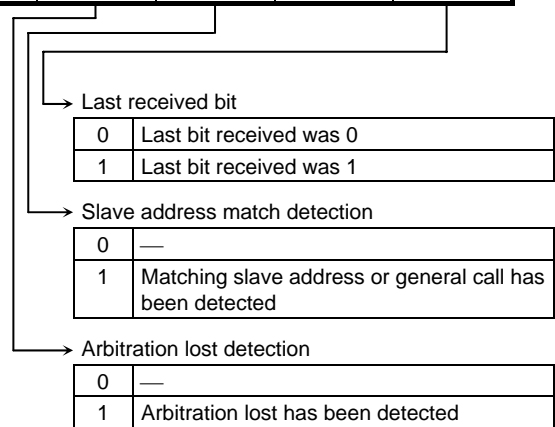 Last received bit
0 Last bit received was 0
1 Last bit received was 1
Slave address match detection
0 —
1 Matching slave address or general call has
been detected
Arbitration lost detection
0 —
1 Arbitration lost has been detected